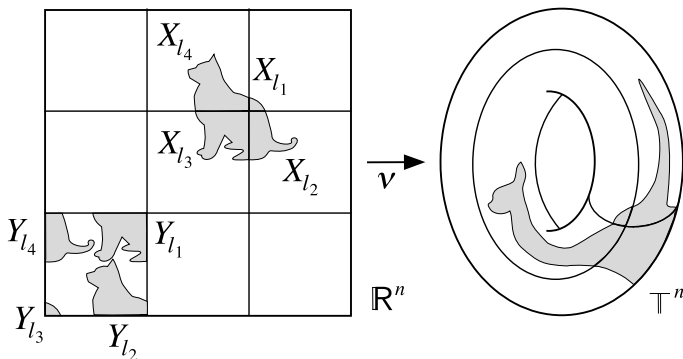 X_{l_4}
X_{l_1}
X_{l_3}
X_{l_2}
ν
Y_{l_4}
Y_{l_1}
Y_{l_3}
Y_{l_2}
ℝ^n
𝕋^n